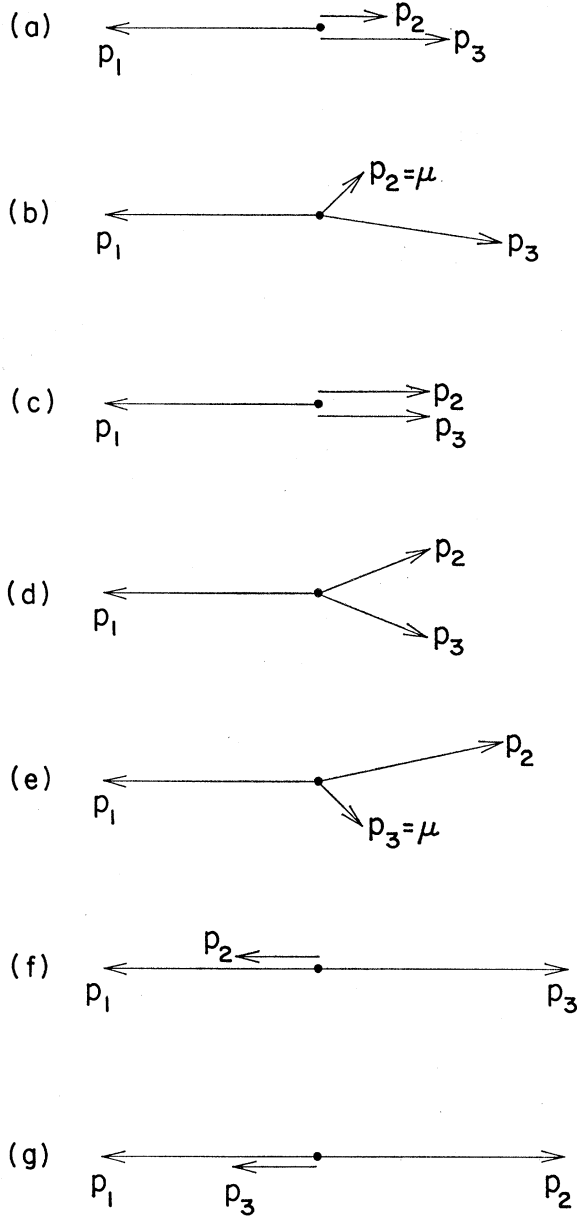 (a) p₂
p₁ p₃
(b) p₂=μ
p₁ p₃
(c) p₂
p₁ p₃
(d) p₂
p₁ p₃
(e) p₂
p₁ p₃=μ
(f) p₂
p₁ p₃
(g)
p₁ p₃ p₂